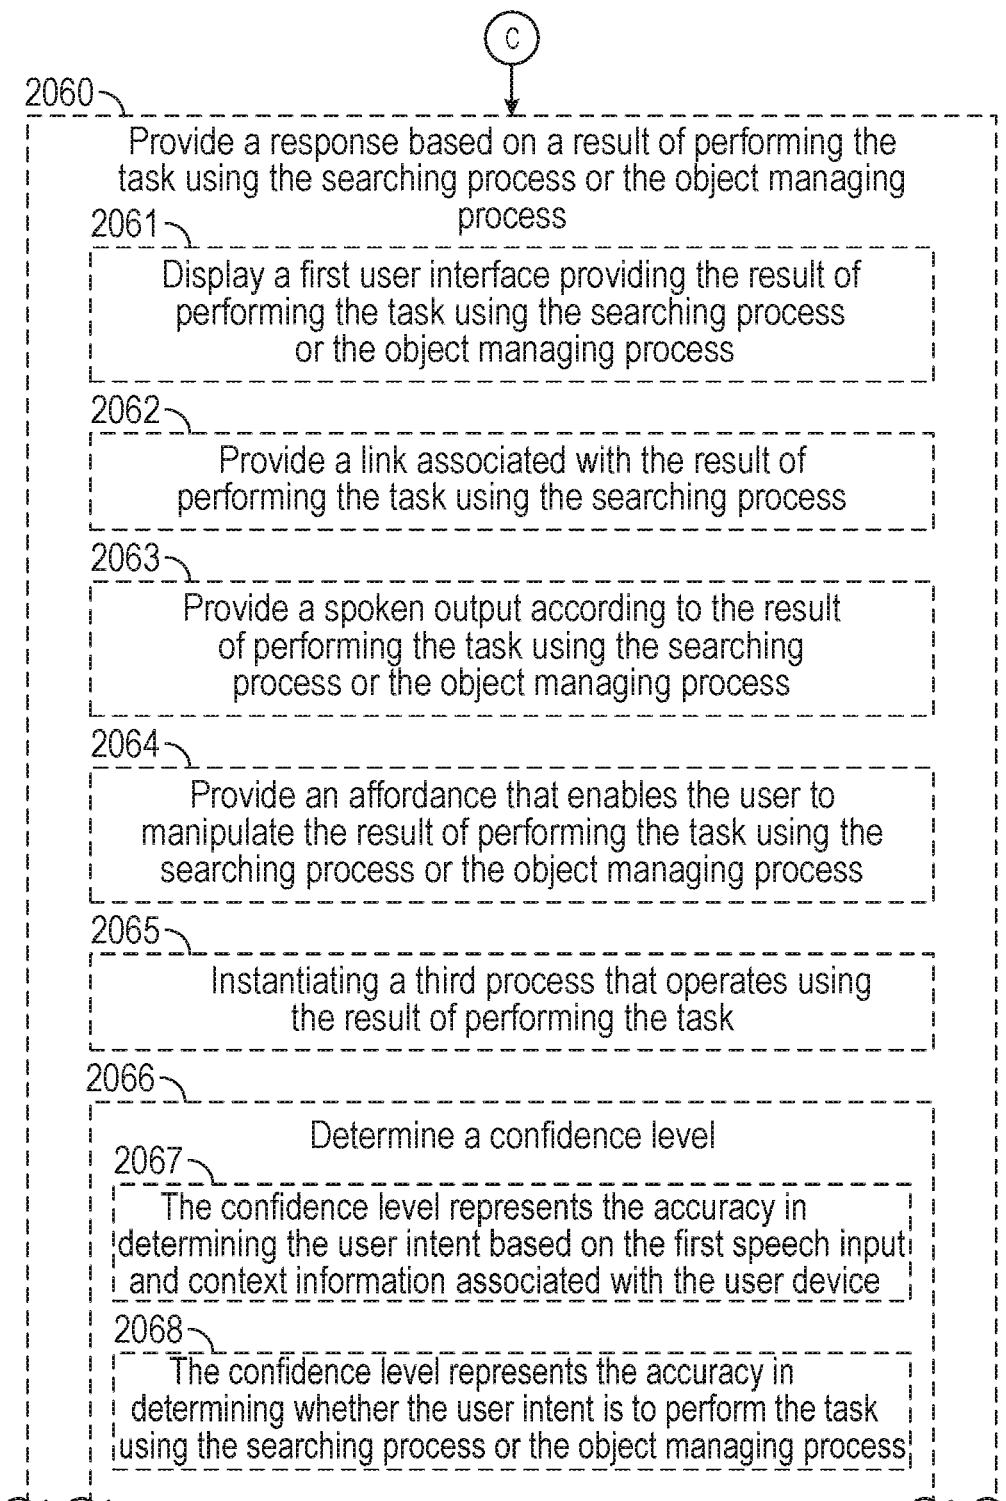 C
2060
Provide a response based on a result of performing the
task using the searching process or the object managing
process
2061
Display a first user interface providing the result of
performing the task using the searching process
or the object managing process
2062
Provide a link associated with the result of
performing the task using the searching process
2063
Provide a spoken output according to the result
of performing the task using the searching
process or the object managing process
2064
Provide an affordance that enables the user to
manipulate the result of performing the task using the
searching process or the object managing process
2065
Instantiating a third process that operates using
the result of performing the task
2066
Determine a confidence level
2067
The confidence level represents the accuracy in
determining the user intent based on the first speech input
and context information associated with the user device
2068
The confidence level represents the accuracy in
determining whether the user intent is to perform the task
using the searching process or the object managing process